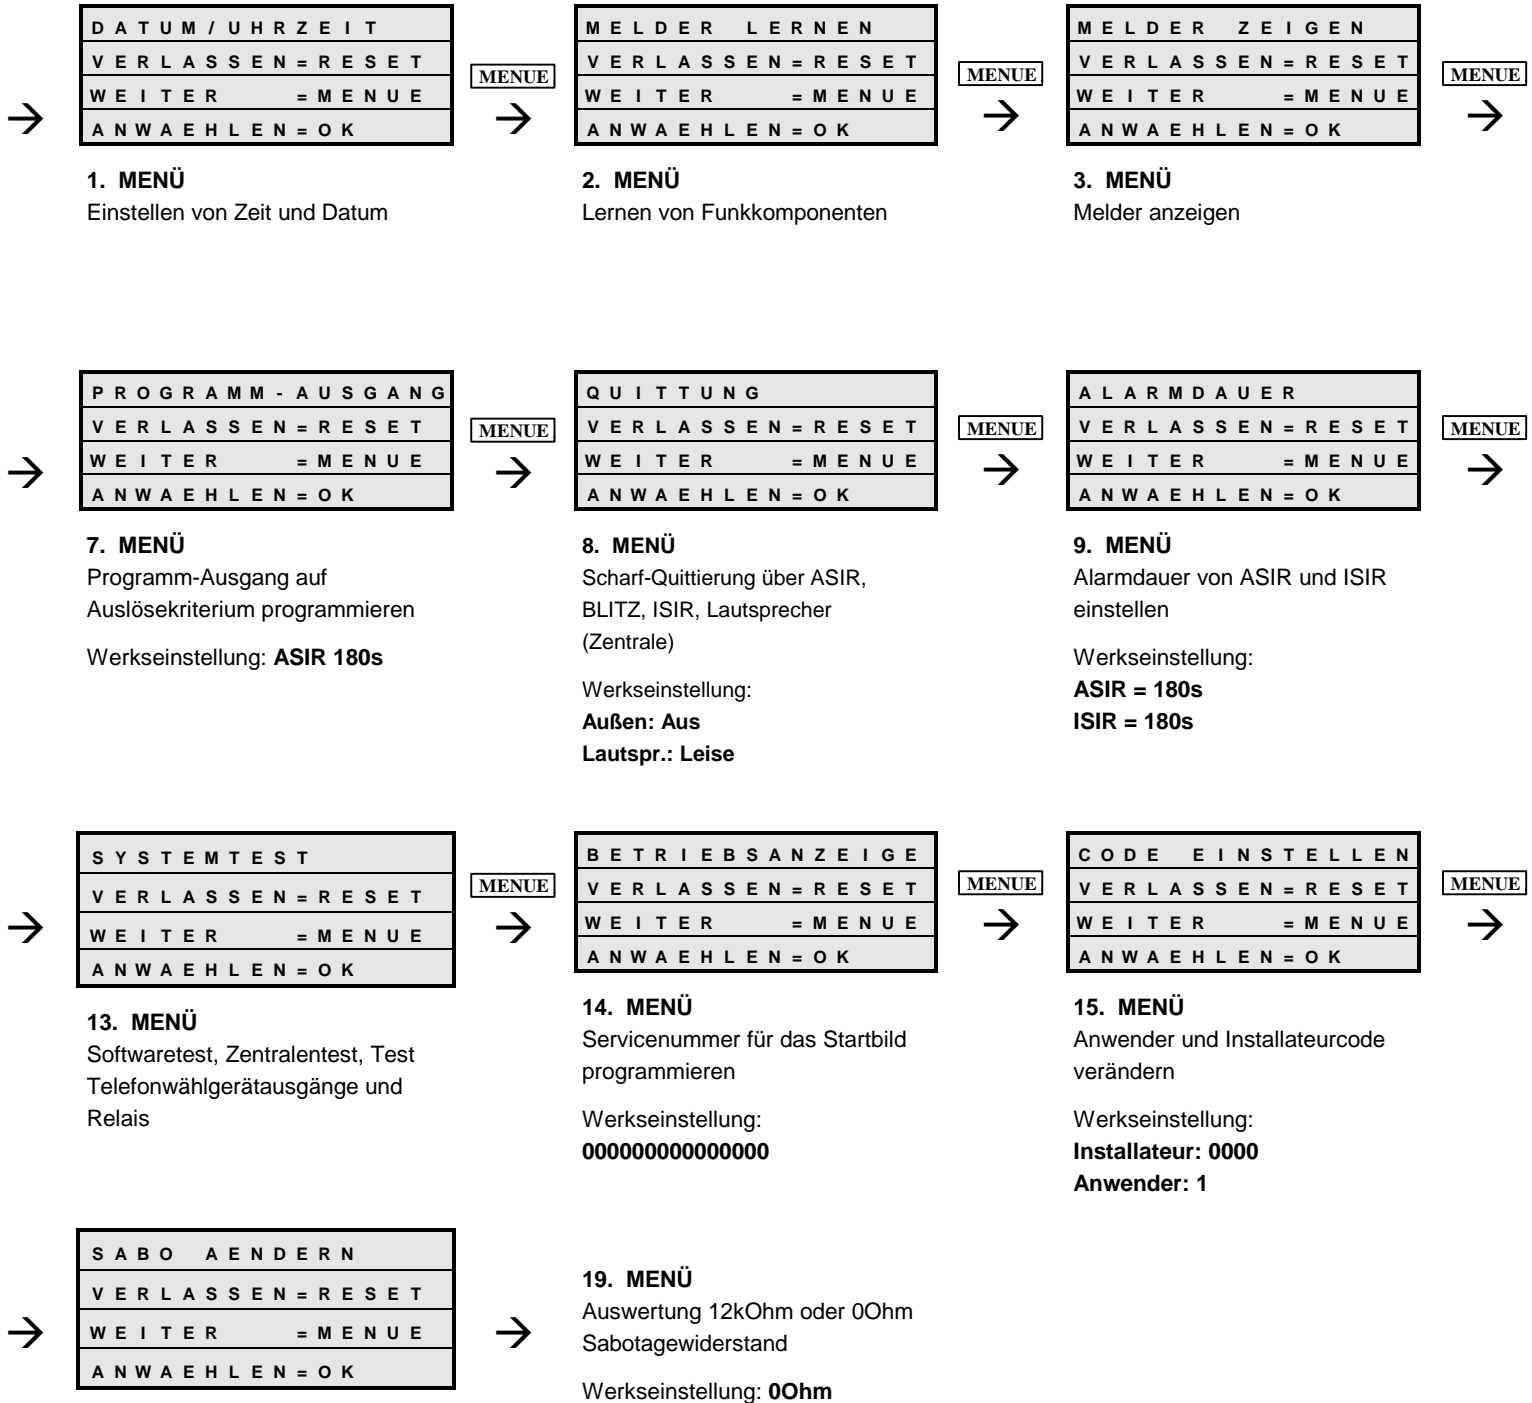 DATUM/UHRZEIT
VERLASSEN=RESET
WEITER =MENUE
ANWAEHLEN=OK
→
MENUE
→
MELDER LERNEN
VERLASSEN=RESET
WEITER =MENUE
ANWAEHLEN=OK
MENUE
→
MELDER ZEIGEN
VERLASSEN=RESET
WEITER =MENUE
ANWAEHLEN=OK
MENUE
→
1. MENÜ
Einstellen von Zeit und Datum
2. MENÜ
Lernen von Funkkomponenten
3. MENÜ
Melder anzeigen
PROGRAMM-AUSGANG
VERLASSEN=RESET
WEITER =MENUE
ANWAEHLEN=OK
→
MENUE
→
QUITTUNG
VERLASSEN=RESET
WEITER =MENUE
ANWAEHLEN=OK
MENUE
→
ALARMDAUER
VERLASSEN=RESET
WEITER =MENUE
ANWAEHLEN=OK
MENUE
→
7. MENÜ
Programm-Ausgang auf
Auslösekriterium programmieren
Werkseinstellung: ASIR 180s
8. MENÜ
Scharf-Quittierung über ASIR,
BLITZ, ISIR, Lautsprecher
(Zentrale)
Werkseinstellung:
Außen: Aus
Lautspr.: Leise
9. MENÜ
Alarmdauer von ASIR und ISIR
einstellen
Werkseinstellung:
ASIR = 180s
ISIR = 180s
SYSTEMTEST
VERLASSEN=RESET
WEITER =MENUE
ANWAEHLEN=OK
→
MENUE
→
BETRIEBSANZEIGE
VERLASSEN=RESET
WEITER =MENUE
ANWAEHLEN=OK
MENUE
→
CODE EINSTELLEN
VERLASSEN=RESET
WEITER =MENUE
ANWAEHLEN=OK
MENUE
→
13. MENÜ
Softwaretest, Zentralentest, Test
Telefonwählgerätausgänge und
Relais
14. MENÜ
Servicenummer für das Startbild
programmieren
Werkseinstellung:
000000000000000
15. MENÜ
Anwender und Installateurcode
verändern
Werkseinstellung:
Installateur: 0000
Anwender: 1
SABO AENDERN
VERLASSEN=RESET
WEITER =MENUE
ANWAEHLEN=OK
→
→
19. MENÜ
Auswertung 12kOhm oder 0Ohm
Sabotagewiderstand
Werkseinstellung: 0Ohm